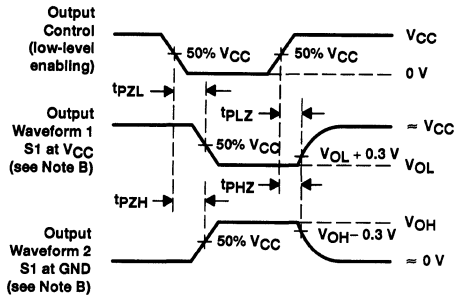 Output
Control
(low-level
enabling)
50% VCC
50% VCC
VCC
0 V
tPZL
tPLZ
Output
Waveform 1
S1 at VCC
(see Note B)
50% VCC
≈ VCC
VOL + 0.3 V
VOL
tPZH
tPHZ
Output
Waveform 2
S1 at GND
(see Note B)
50% VCC
VOH
VOH− 0.3 V
≈ 0 V